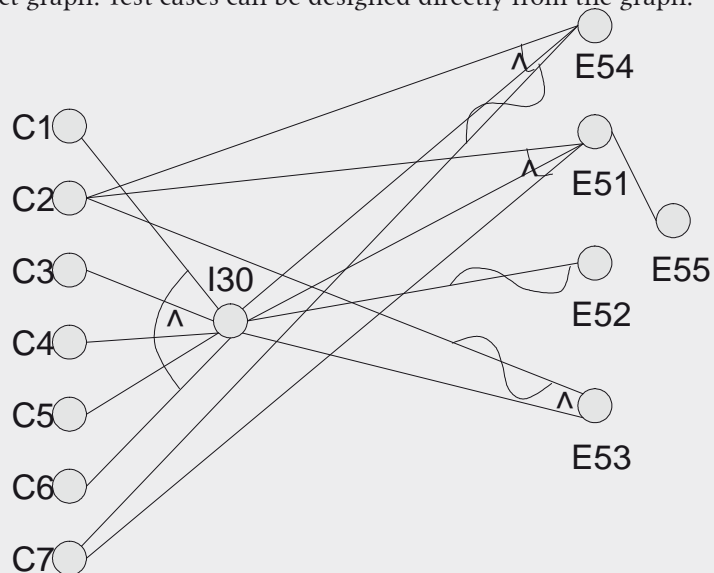 ct graph. Test cases can be designed directly from the graph.
E54
^
C1
E51
^
C2
E55
C3
I30
E52
^
C4
C5
^
E53
C6
C7